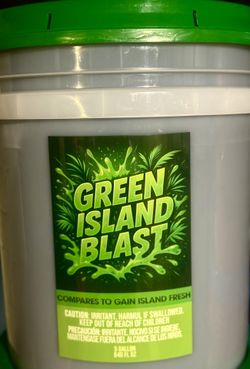 GREEN
ISLAND
BLAST
COMPARES TO GAIN ISLAND FRESH
CAUTION: IRRITANT, HARMUL IF SWALLOWED.
KEEP OUT OF REACH OF CHILDREN
PRECAUCIÓN: IRRITANTE, NOCIVO SI SE INGIERE.
MANTENGASE FUERA DEL ALCANCE DE LOS NIÑOS.
5 GALLON
640 FL OZ